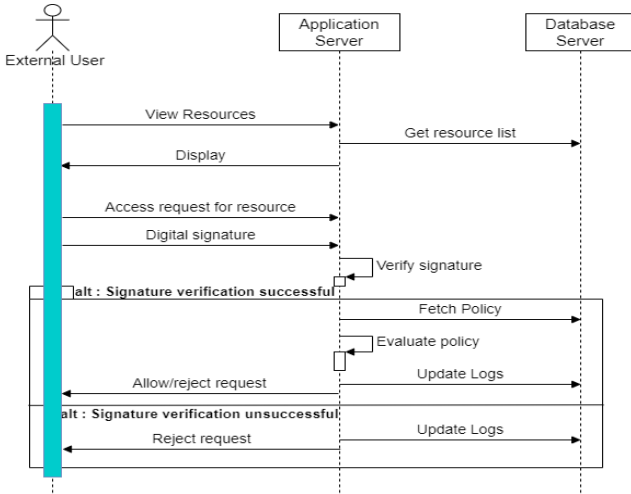 External User
Application
Server
Database
Server
View Resources
Get resource list
Display
Access request for resource
Digital signature
Verify signature
alt : Signature verification successful
Fetch Policy
Evaluate policy
Allow/reject request
Update Logs
alt : Signature verification unsuccessful
Update Logs
Reject request